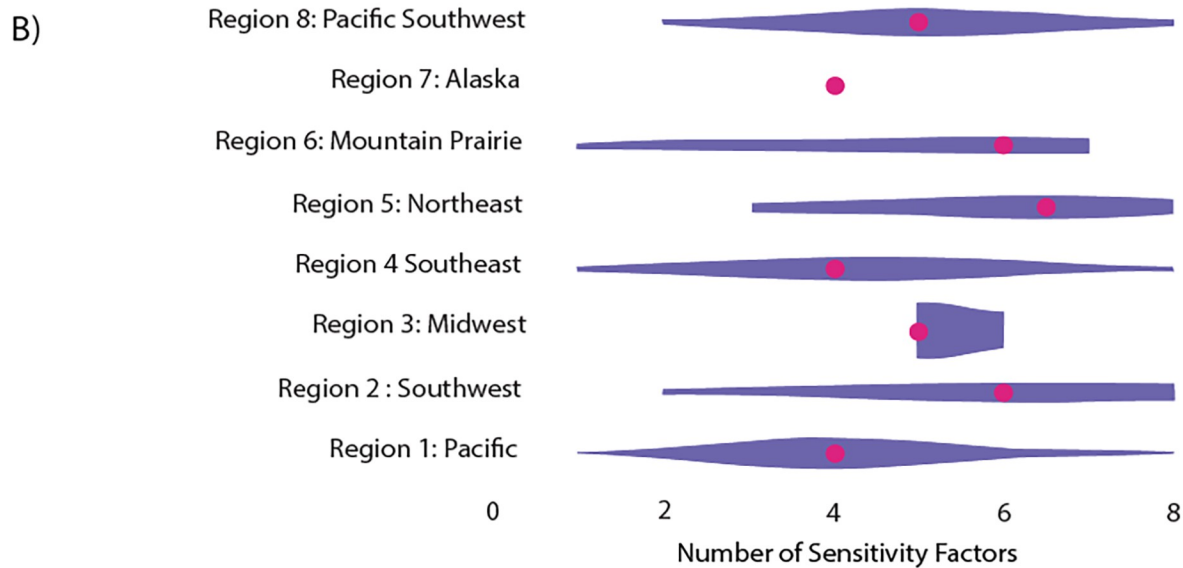 B)
Region 8: Pacific Southwest
Region 7: Alaska
Region 6: Mountain Prairie
Region 5: Northeast
Region 4 Southeast
Region 3: Midwest
Region 2 : Southwest
Region 1: Pacific
0 2 4 6 8
Number of Sensitivity Factors